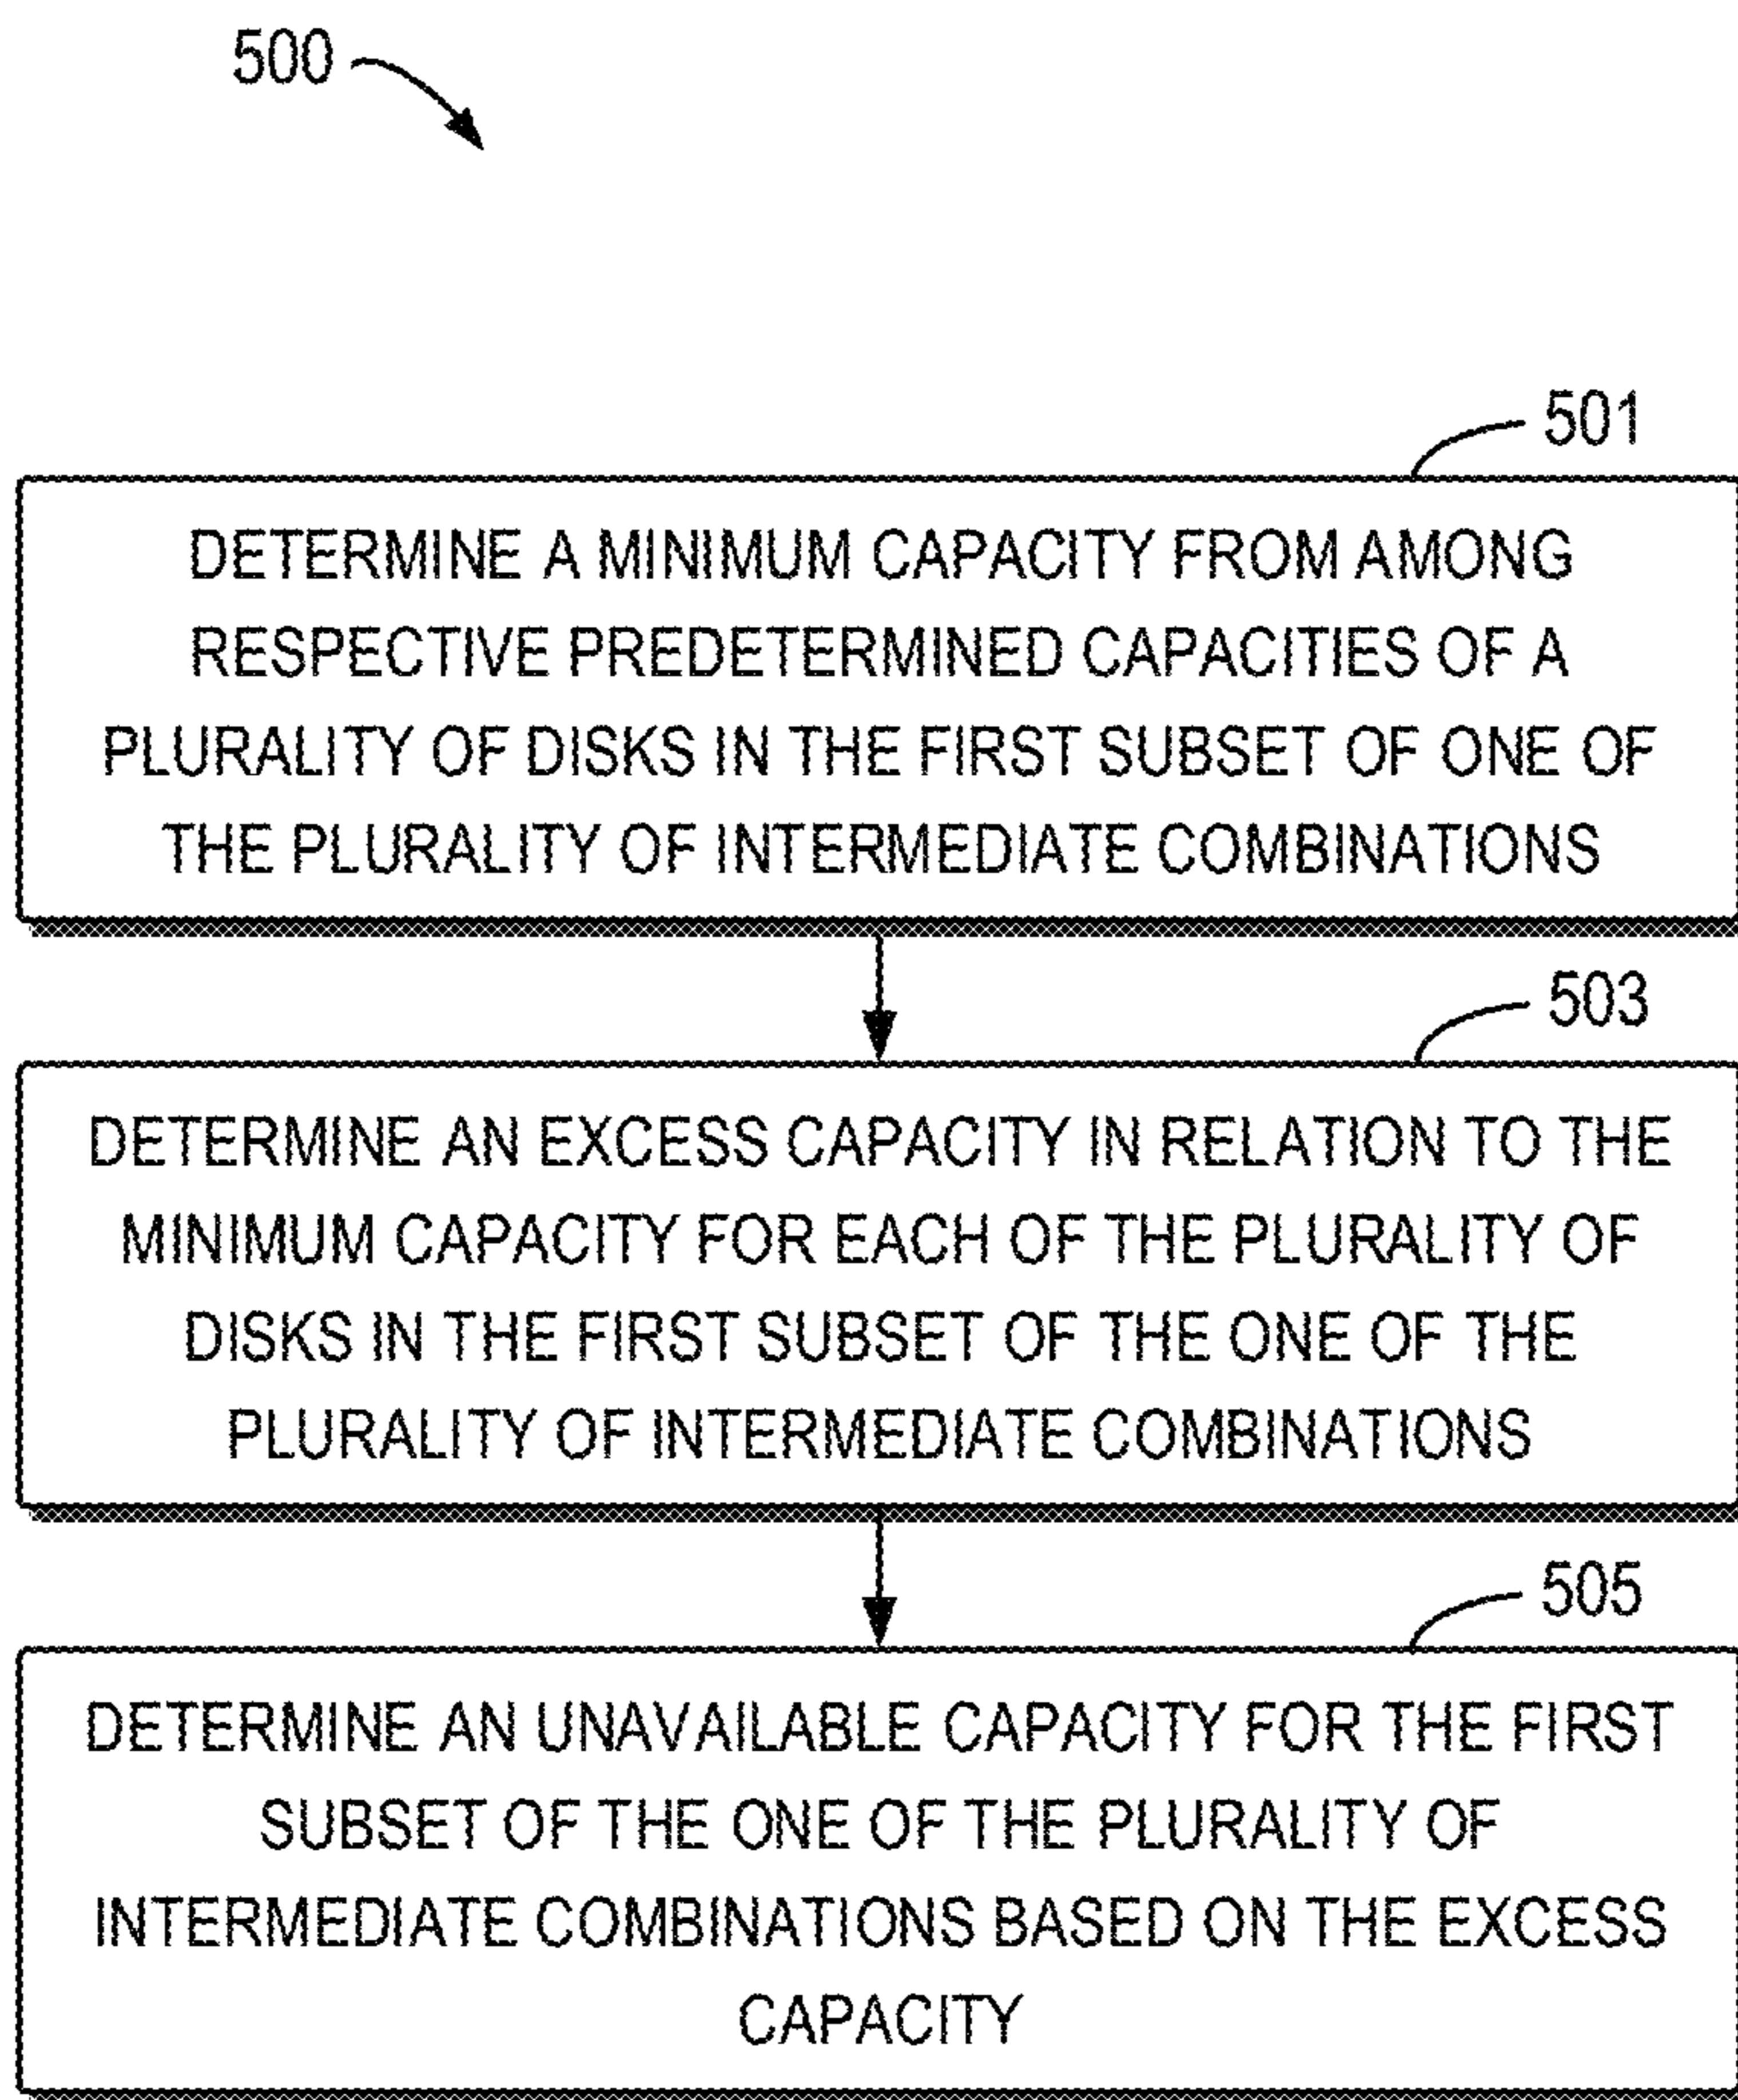 500
501
DETERMINE A MINIMUM CAPACITY FROM AMONG
RESPECTIVE PREDETERMINED CAPACITIES OF A
PLURALITY OF DISKS IN THE FIRST SUBSET OF ONE OF
THE PLURALITY OF INTERMEDIATE COMBINATIONS
503
DETERMINE AN EXCESS CAPACITY IN RELATION TO THE
MINIMUM CAPACITY FOR EACH OF THE PLURALITY OF
DISKS IN THE FIRST SUBSET OF THE ONE OF THE
PLURALITY OF INTERMEDIATE COMBINATIONS
505
DETERMINE AN UNAVAILABLE CAPACITY FOR THE FIRST
SUBSET OF THE ONE OF THE PLURALITY OF
INTERMEDIATE COMBINATIONS BASED ON THE EXCESS
CAPACITY